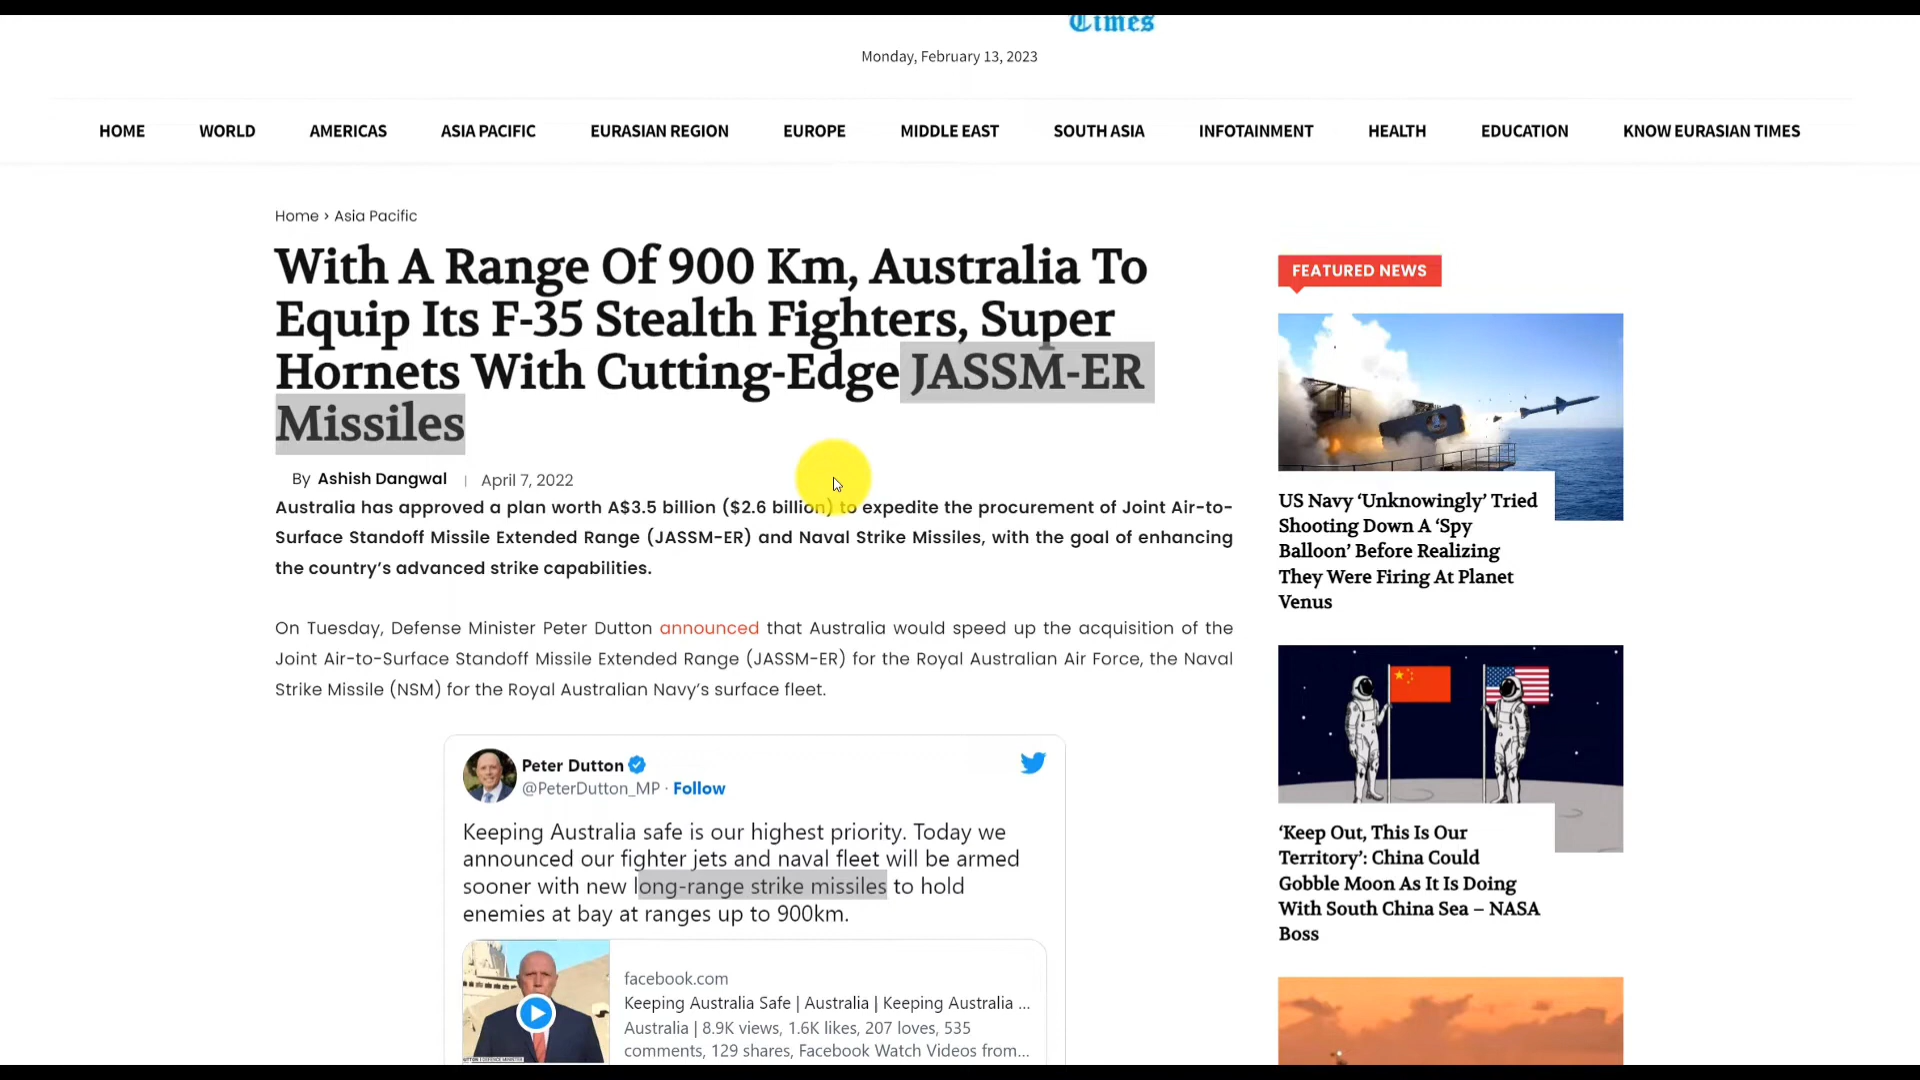 Times
Monday, February 13, 2023
HOME WORLD AMERICAS ASIA PACIFIC EURASIAN REGION EUROPE MIDDLE EAST SOUTH ASIA INFOTAINMENT HEALTH EDUCATION KNOW EURASIAN TIMES
Home › Asia Pacific
With A Range Of 900 Km, Australia To
Equip Its F-35 Stealth Fighters, Super
Hornets With Cutting-Edge JASSM-ER
Missiles
By Ashish Dangwal | April 7, 2022
Australia has approved a plan worth A$3.5 billion ($2.6 billion) to expedite the procurement of Joint Air-to-
Surface Standoff Missile Extended Range (JASSM-ER) and Naval Strike Missiles, with the goal of enhancing
the country’s advanced strike capabilities.
On Tuesday, Defense Minister Peter Dutton announced that Australia would speed up the acquisition of the
Joint Air-to-Surface Standoff Missile Extended Range (JASSM-ER) for the Royal Australian Air Force, the Naval
Strike Missile (NSM) for the Royal Australian Navy’s surface fleet.
Peter Dutton
@PeterDutton_MP · Follow
Keeping Australia safe is our highest priority. Today we
announced our fighter jets and naval fleet will be armed
sooner with new long-range strike missiles to hold
enemies at bay at ranges up to 900km.
facebook.com
Keeping Australia Safe | Australia | Keeping Australia ...
Australia | 8.9K views, 1.6K likes, 207 loves, 535
comments, 129 shares, Facebook Watch Videos from...
FEATURED NEWS
US Navy ‘Unknowingly’ Tried
Shooting Down A ‘Spy
Balloon’ Before Realizing
They Were Firing At Planet
Venus
‘Keep Out, This Is Our
Territory’: China Could
Gobble Moon As It Is Doing
With South China Sea – NASA
Boss